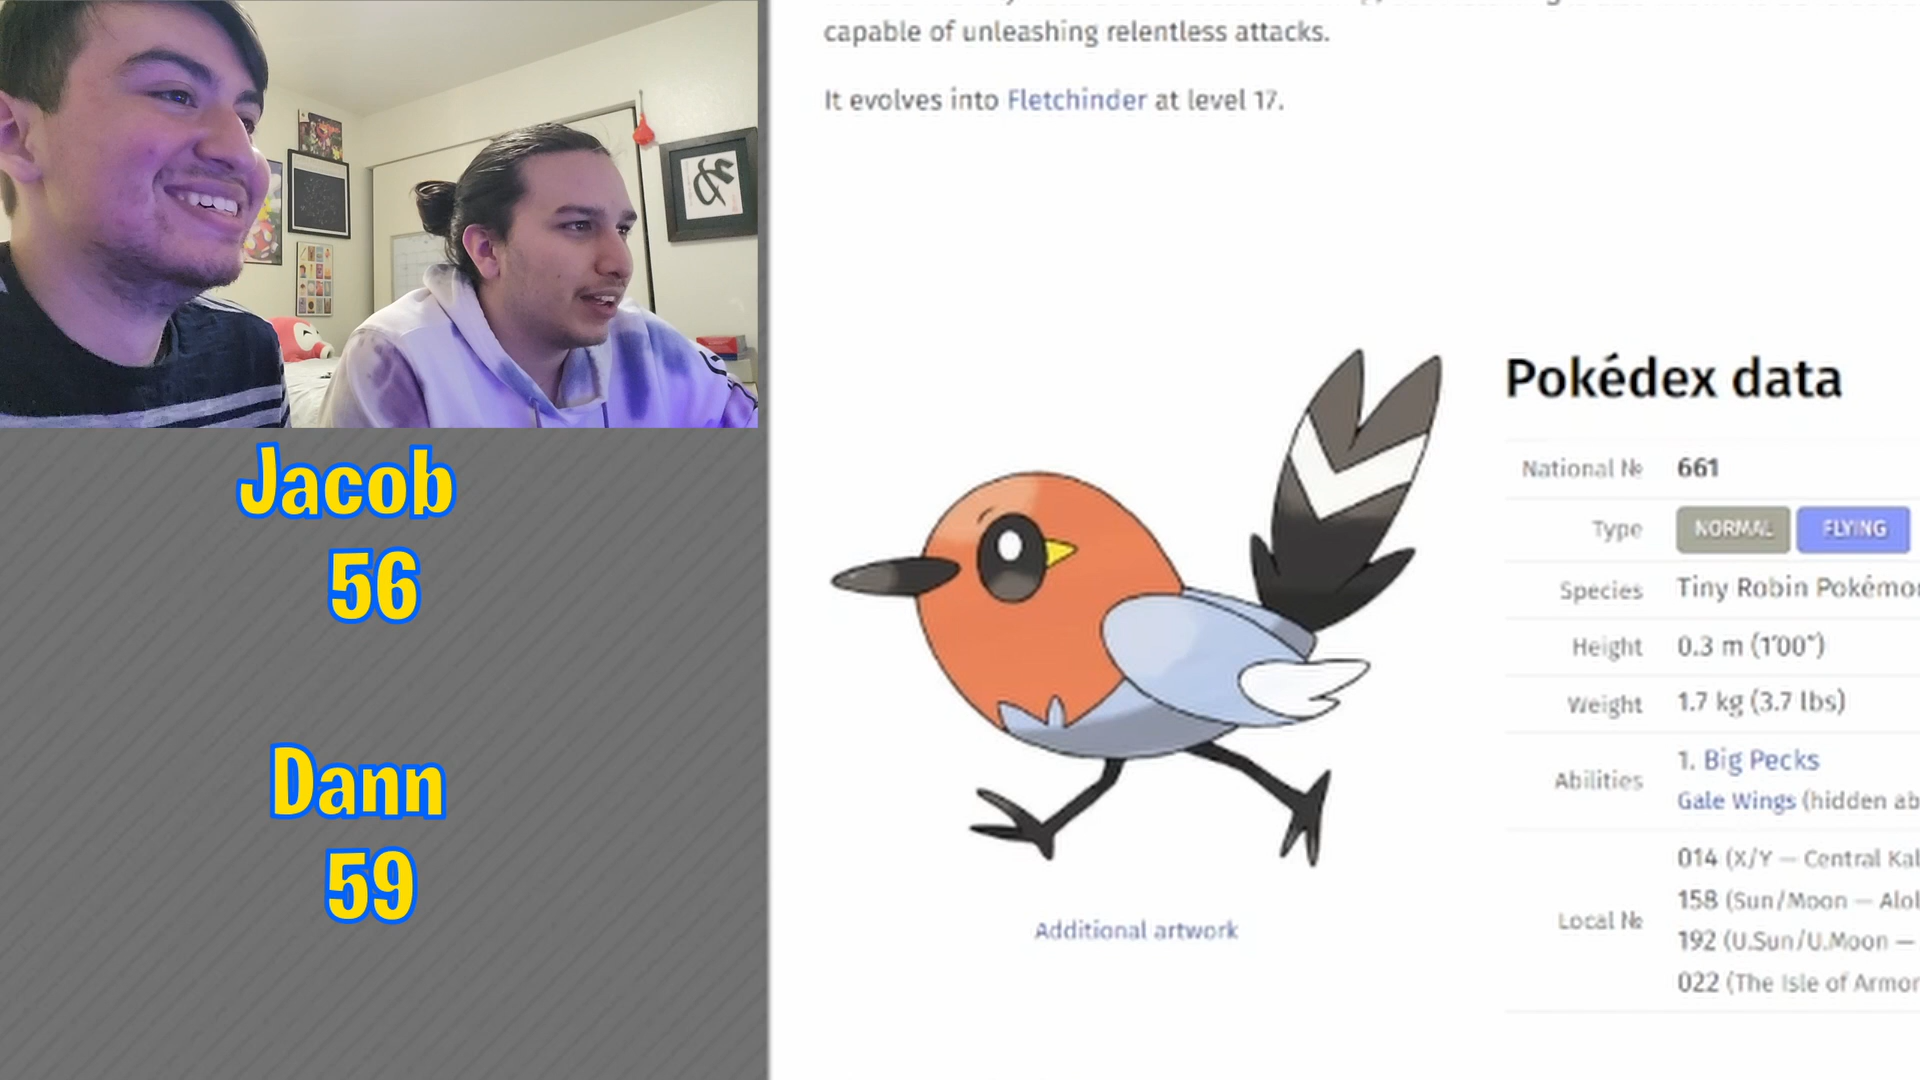 capable of unleashing relentless attacks.
It evolves into Fletchinder at level 17.
Jacob
56
Dann
59
Pokédex data
National № 661
Type NORMAL FLYING
Species Tiny Robin Pokémon
Height 0.3 m (1′00″)
Weight 1.7 kg (3.7 lbs)
Abilities 1. Big Pecks
Gale Wings (hidden ab
Local № 014 (X/Y — Central Kal
158 (Sun/Moon — Alol
192 (U.Sun/U.Moon —
022 (The Isle of Armor
Additional artwork